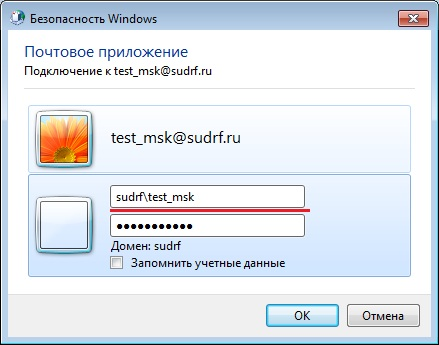 Безопасность Windows
Почтовое приложение
Подключение к test_msk@sudrf.ru
test_msk@sudrf.ru
sudrf\test_msk
●●●●●●●●●●●
Домен: sudrf
Запомнить учетные данные
ОК
Отмена